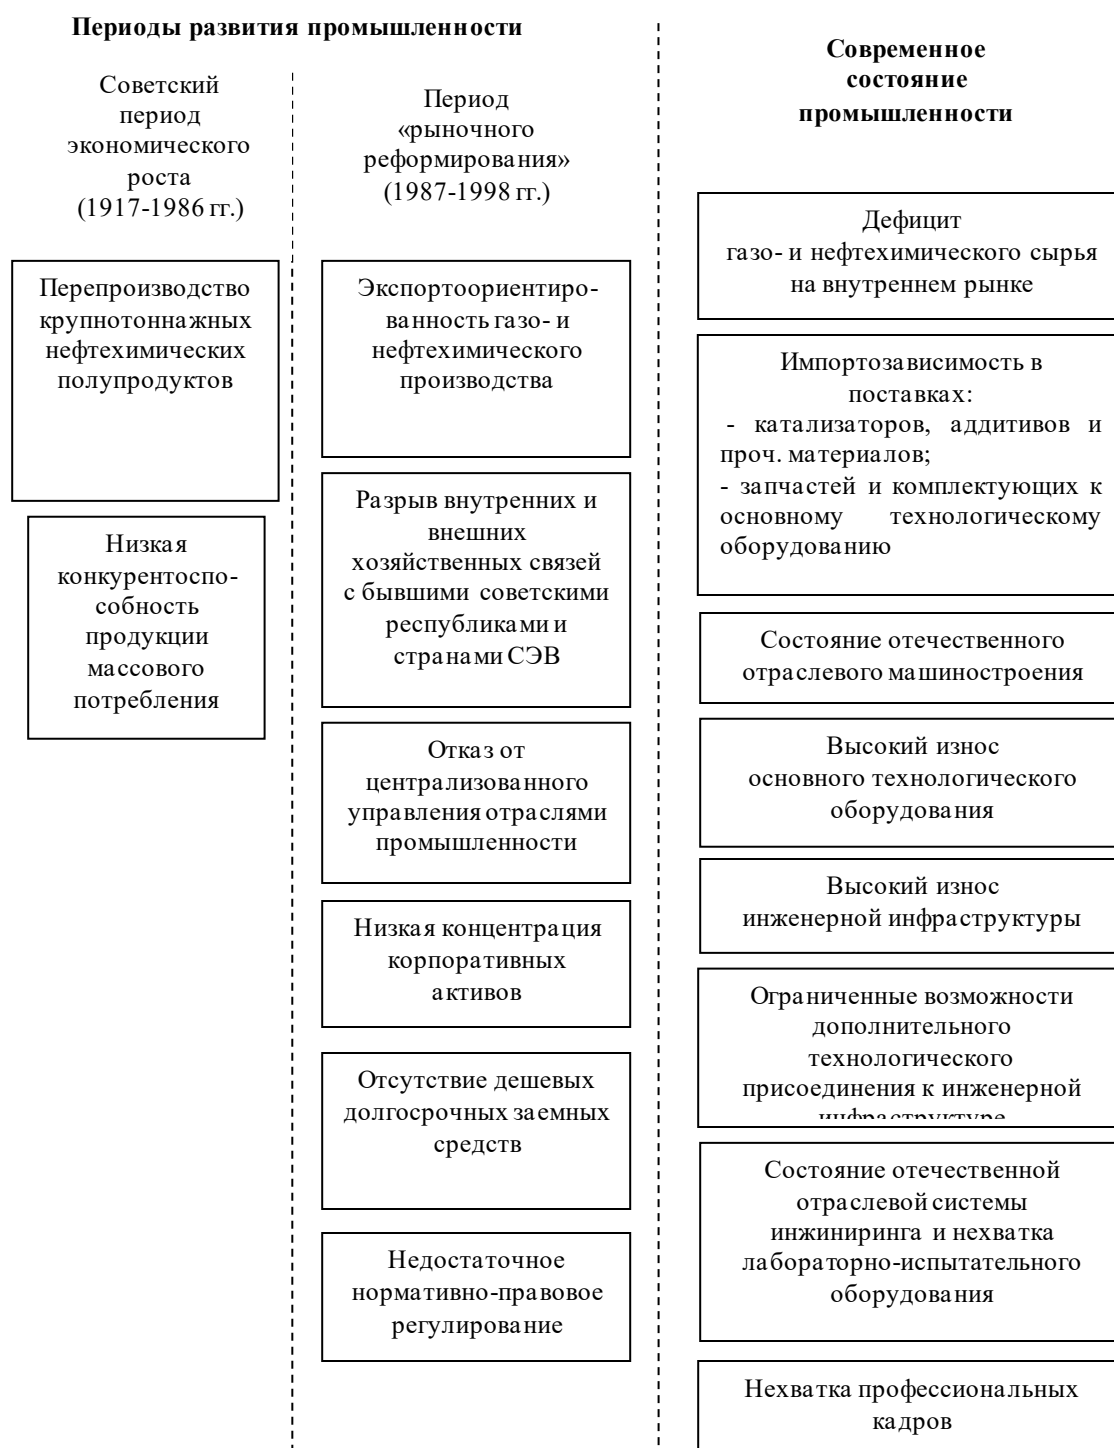 Периоды развития промышленности
Советский
период
экономического
роста
(1917-1986 гг.)
Перепроизводство
крупнотоннажных
нефтехимических
полупродуктов
Низкая
конкурентоспо-
собность
продукции
массового
потребления
Период
«рыночного
реформирования»
(1987-1998 гг.)
Экспортоориентиро-
ванность газо- и
нефтехимического
производства
Разрыв внутренних и
внешних
хозяйственных связей
с бывшими советскими
республиками и
странами СЭВ
Отказ от
централизованного
управления отраслями
промышленности
Низкая концентрация
корпоративных
активов
Отсутствие дешевых
долгосрочных заемных
средств
Недостаточное
нормативно-правовое
регулирование
Современное
состояние
промышленности
Дефицит
газо- и нефтехимического сырья
на внутреннем рынке
Импортозависимость в
поставках:
- катализаторов, аддитивов и
проч. материалов;
- запчастей и комплектующих к
основному технологическому
оборудованию
Состояние отечественного
отраслевого машиностроения
Высокий износ
основного технологического
оборудования
Высокий износ
инженерной инфраструктуры
Ограниченные возможности
дополнительного
технологического
присоединения к инженерной
инфраструктуре
Состояние отечественной
отраслевой системы
инжиниринга и нехватка
лабораторно-испытательного
оборудования
Нехватка профессиональных
кадров